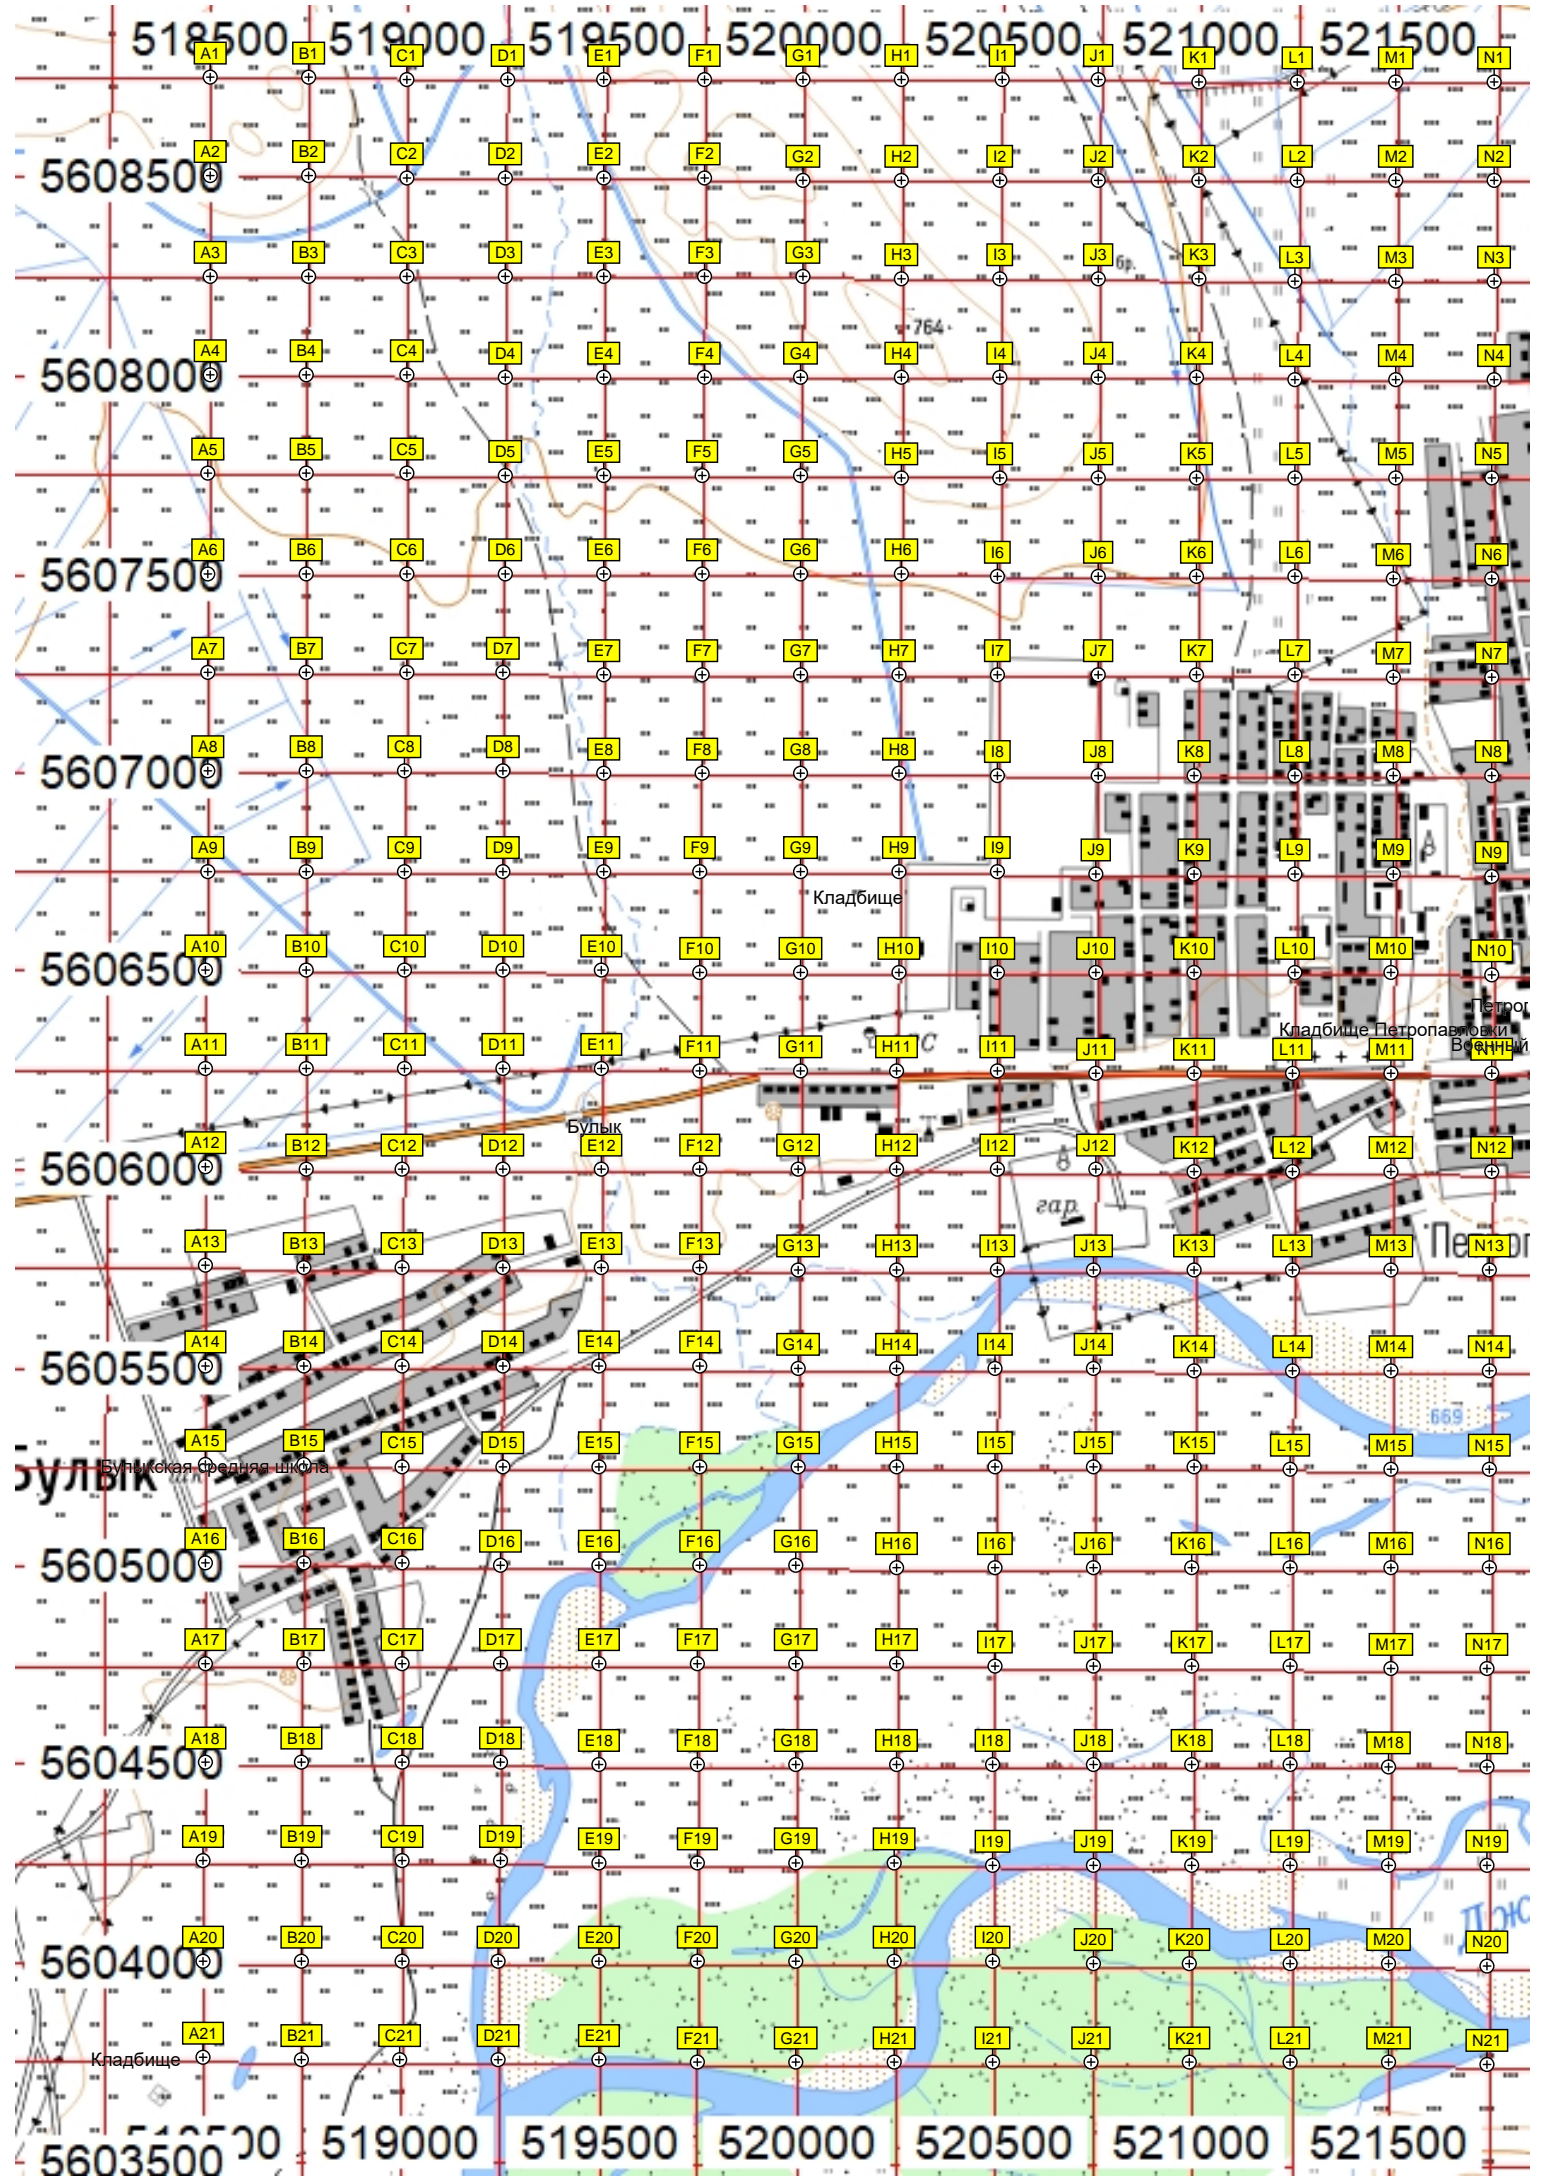 518500 519000 519500 520000 520500 521000 521500
A1 B1 C1 D1 E1 F1 G1 H1 I1 J1 K1 L1 M1 N1
A2 B2 C2 D2 E2 F2 G2 H2 I2 J2 K2 L2 M2 N2
5608500
A3 B3 C3 D3 E3 F3 G3 H3 I3 J3 бр. K3 L3 M3 N3
764
A4 B4 C4 D4 E4 F4 G4 H4 I4 J4 K4 L4 M4 N4
5608000
A5 B5 C5 D5 E5 F5 G5 H5 I5 J5 K5 L5 M5 N5
A6 B6 C6 D6 E6 F6 G6 H6 I6 J6 K6 L6 M6 N6
5607500
A7 B7 C7 D7 E7 F7 G7 H7 I7 J7 K7 L7 M7 N7
A8 B8 C8 D8 E8 F8 G8 H8 I8 J8 K8 L8 M8 N8
5607000
A9 B9 C9 D9 E9 F9 G9 H9 I9 J9 K9 L9 M9 N9
Кладбище
A10 B10 C10 D10 E10 F10 G10 H10 I10 J10 K10 L10 M10 N10
5606500
Кладбище Петропавловки
Военный
A11 B11 C11 D11 E11 F11 G11 H11 I11 J11 K11 L11 M11 N11
Булык
A12 B12 C12 D12 E12 F12 G12 H12 I12 J12 K12 L12 M12 N12
5606000
гар.
A13 B13 C13 D13 E13 F13 G13 H13 I13 J13 K13 L13 M13 N13
A14 B14 C14 D14 E14 F14 G14 H14 I14 J14 K14 L14 M14 N14
5605500
669
A15 B15 C15 D15 E15 F15 G15 H15 I15 J15 K15 L15 M15 N15
Булык
Булыкская средняя школа
A16 B16 C16 D16 E16 F16 G16 H16 I16 J16 K16 L16 M16 N16
5605000
A17 B17 C17 D17 E17 F17 G17 H17 I17 J17 K17 L17 M17 N17
A18 B18 C18 D18 E18 F18 G18 H18 I18 J18 K18 L18 M18 N18
5604500
A19 B19 C19 D19 E19 F19 G19 H19 I19 J19 K19 L19 M19 N19
A20 B20 C20 D20 E20 F20 G20 H20 I20 J20 K20 L20 M20 N20
5604000
A21 B21 C21 D21 E21 F21 G21 H21 I21 J21 K21 L21 M21 N21
Кладбище
519000 519500 520000 520500 521000 521500
5603500